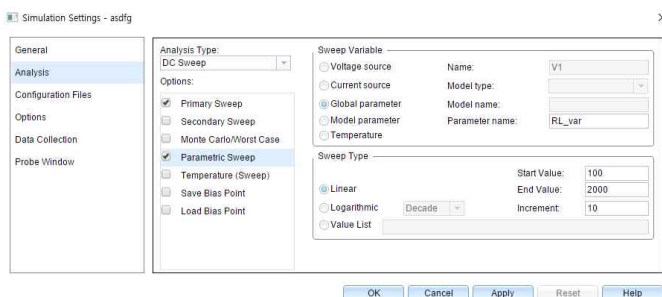 Simulation Settings - asdfg
General
Analysis
Configuration Files
Options
Data Collection
Probe Window
Analysis Type:
DC Sweep
Options:
Primary Sweep
Secondary Sweep
Monte Carlo/Worst Case
Parametric Sweep
Temperature (Sweep)
Save Bias Point
Load Bias Point
Sweep Variable
Voltage source Name: V1
Current source Model type:
Global parameter Model name:
Model parameter Parameter name: RL_var
Temperature
Sweep Type
Start Value: 100
Linear End Value: 2000
Logarithmic Decade Increment: 10
Value List
OK Cancel Apply Reset Help